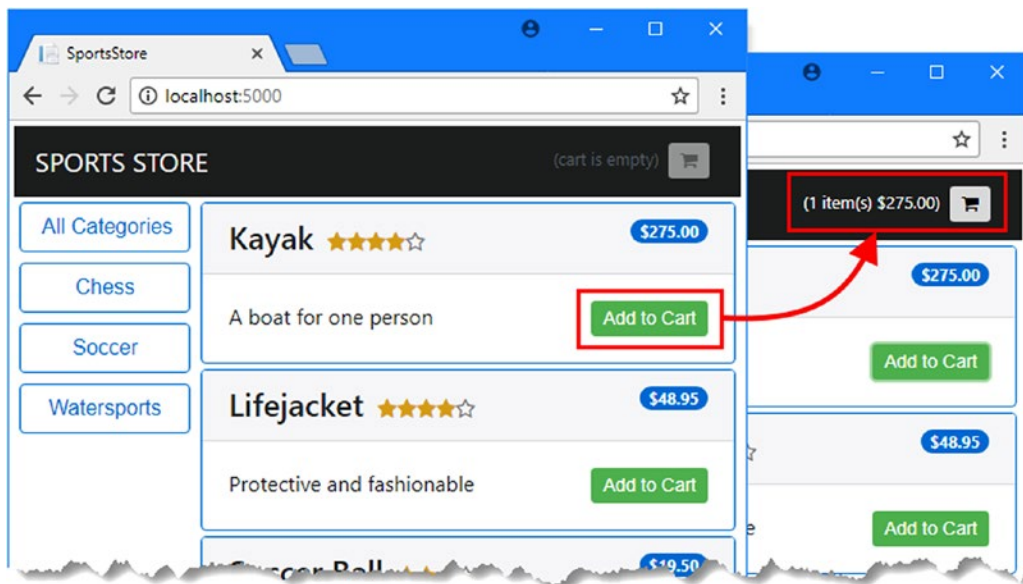 SportsStore
localhost:5000
SPORTS STORE
(cart is empty)
All Categories
Chess
Soccer
Watersports
Kayak
$275.00
A boat for one person
Add to Cart
Lifejacket
$48.95
Protective and fashionable
Add to Cart
Soccer Ball
$19.50
(1 item(s) $275.00)
$275.00
Add to Cart
$48.95
Add to Cart